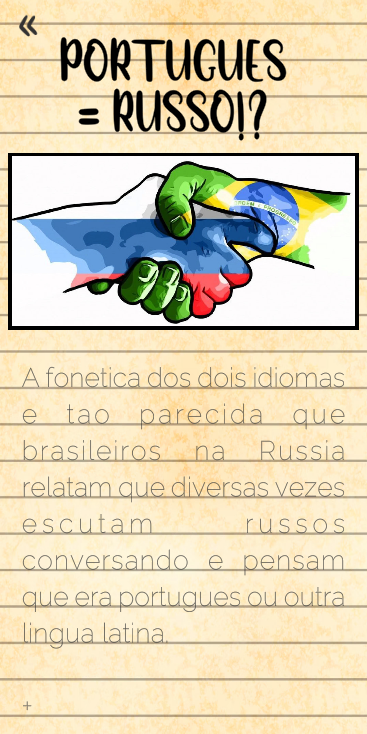 «
PORTUGUES
= RUSSO!?
A fonetica dos dois idiomas
e tao parecida que
brasileiros na Russia
relatam que diversas vezes
escutam russos
conversando e pensam
que era portugues ou outra
lingua latina.
+